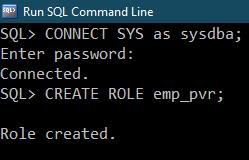 Run SQL Command Line
SQL> CONNECT SYS as sysdba;
Enter password:
Connected.
SQL> CREATE ROLE emp_pvr;
Role created.